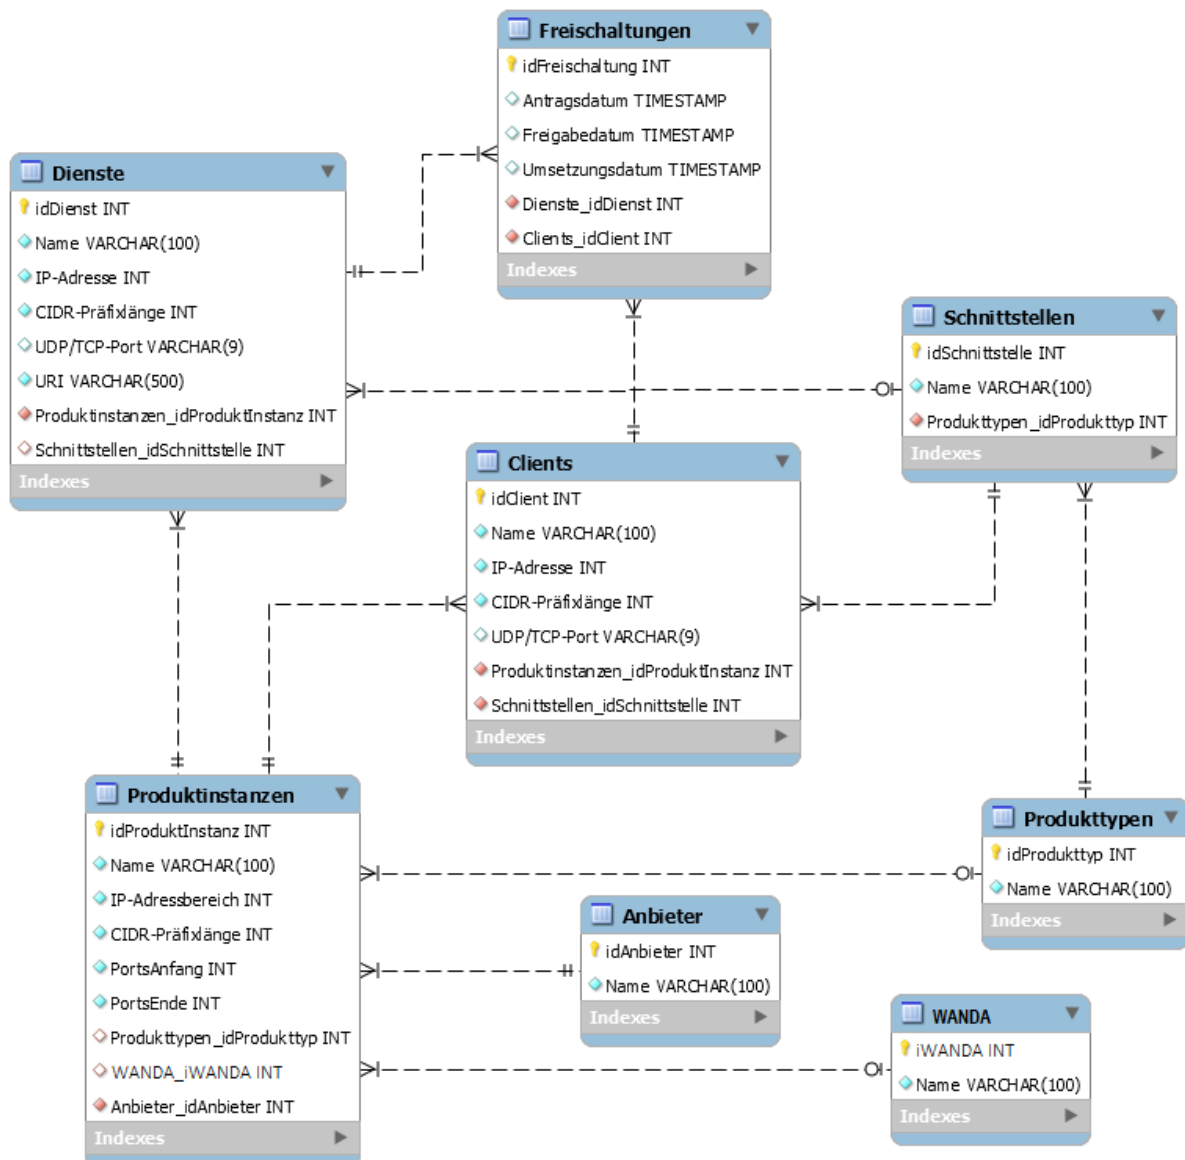 Freischaltungen
idFreischaltung INT
Antragsdatum TIMESTAMP
Freigabedatum TIMESTAMP
Umsetzungsdatum TIMESTAMP
Dienste_idDienst INT
Clients_idClient INT
Indexes
Dienste
idDienst INT
Name VARCHAR(100)
IP-Adresse INT
CIDR-Präfixlänge INT
UDP/TCP-Port VARCHAR(9)
URI VARCHAR(500)
Produktinstanzen_idProduktInstanz INT
Schnittstellen_idSchnittstelle INT
Indexes
Schnittstellen
idSchnittstelle INT
Name VARCHAR(100)
Produkttypen_idProdukttyp INT
Indexes
Clients
idClient INT
Name VARCHAR(100)
IP-Adresse INT
CIDR-Präfixlänge INT
UDP/TCP-Port VARCHAR(9)
Produktinstanzen_idProduktInstanz INT
Schnittstellen_idSchnittstelle INT
Indexes
Produktinstanzen
idProduktInstanz INT
Name VARCHAR(100)
IP-Adressbereich INT
CIDR-Präfixlänge INT
PortsAnfang INT
PortsEnde INT
Produkttypen_idProdukttyp INT
WANDA_iWANDA INT
Anbieter_idAnbieter INT
Indexes
Produkttypen
idProdukttyp INT
Name VARCHAR(100)
Indexes
Anbieter
idAnbieter INT
Name VARCHAR(100)
Indexes
WANDA
iWANDA INT
Name VARCHAR(100)
Indexes